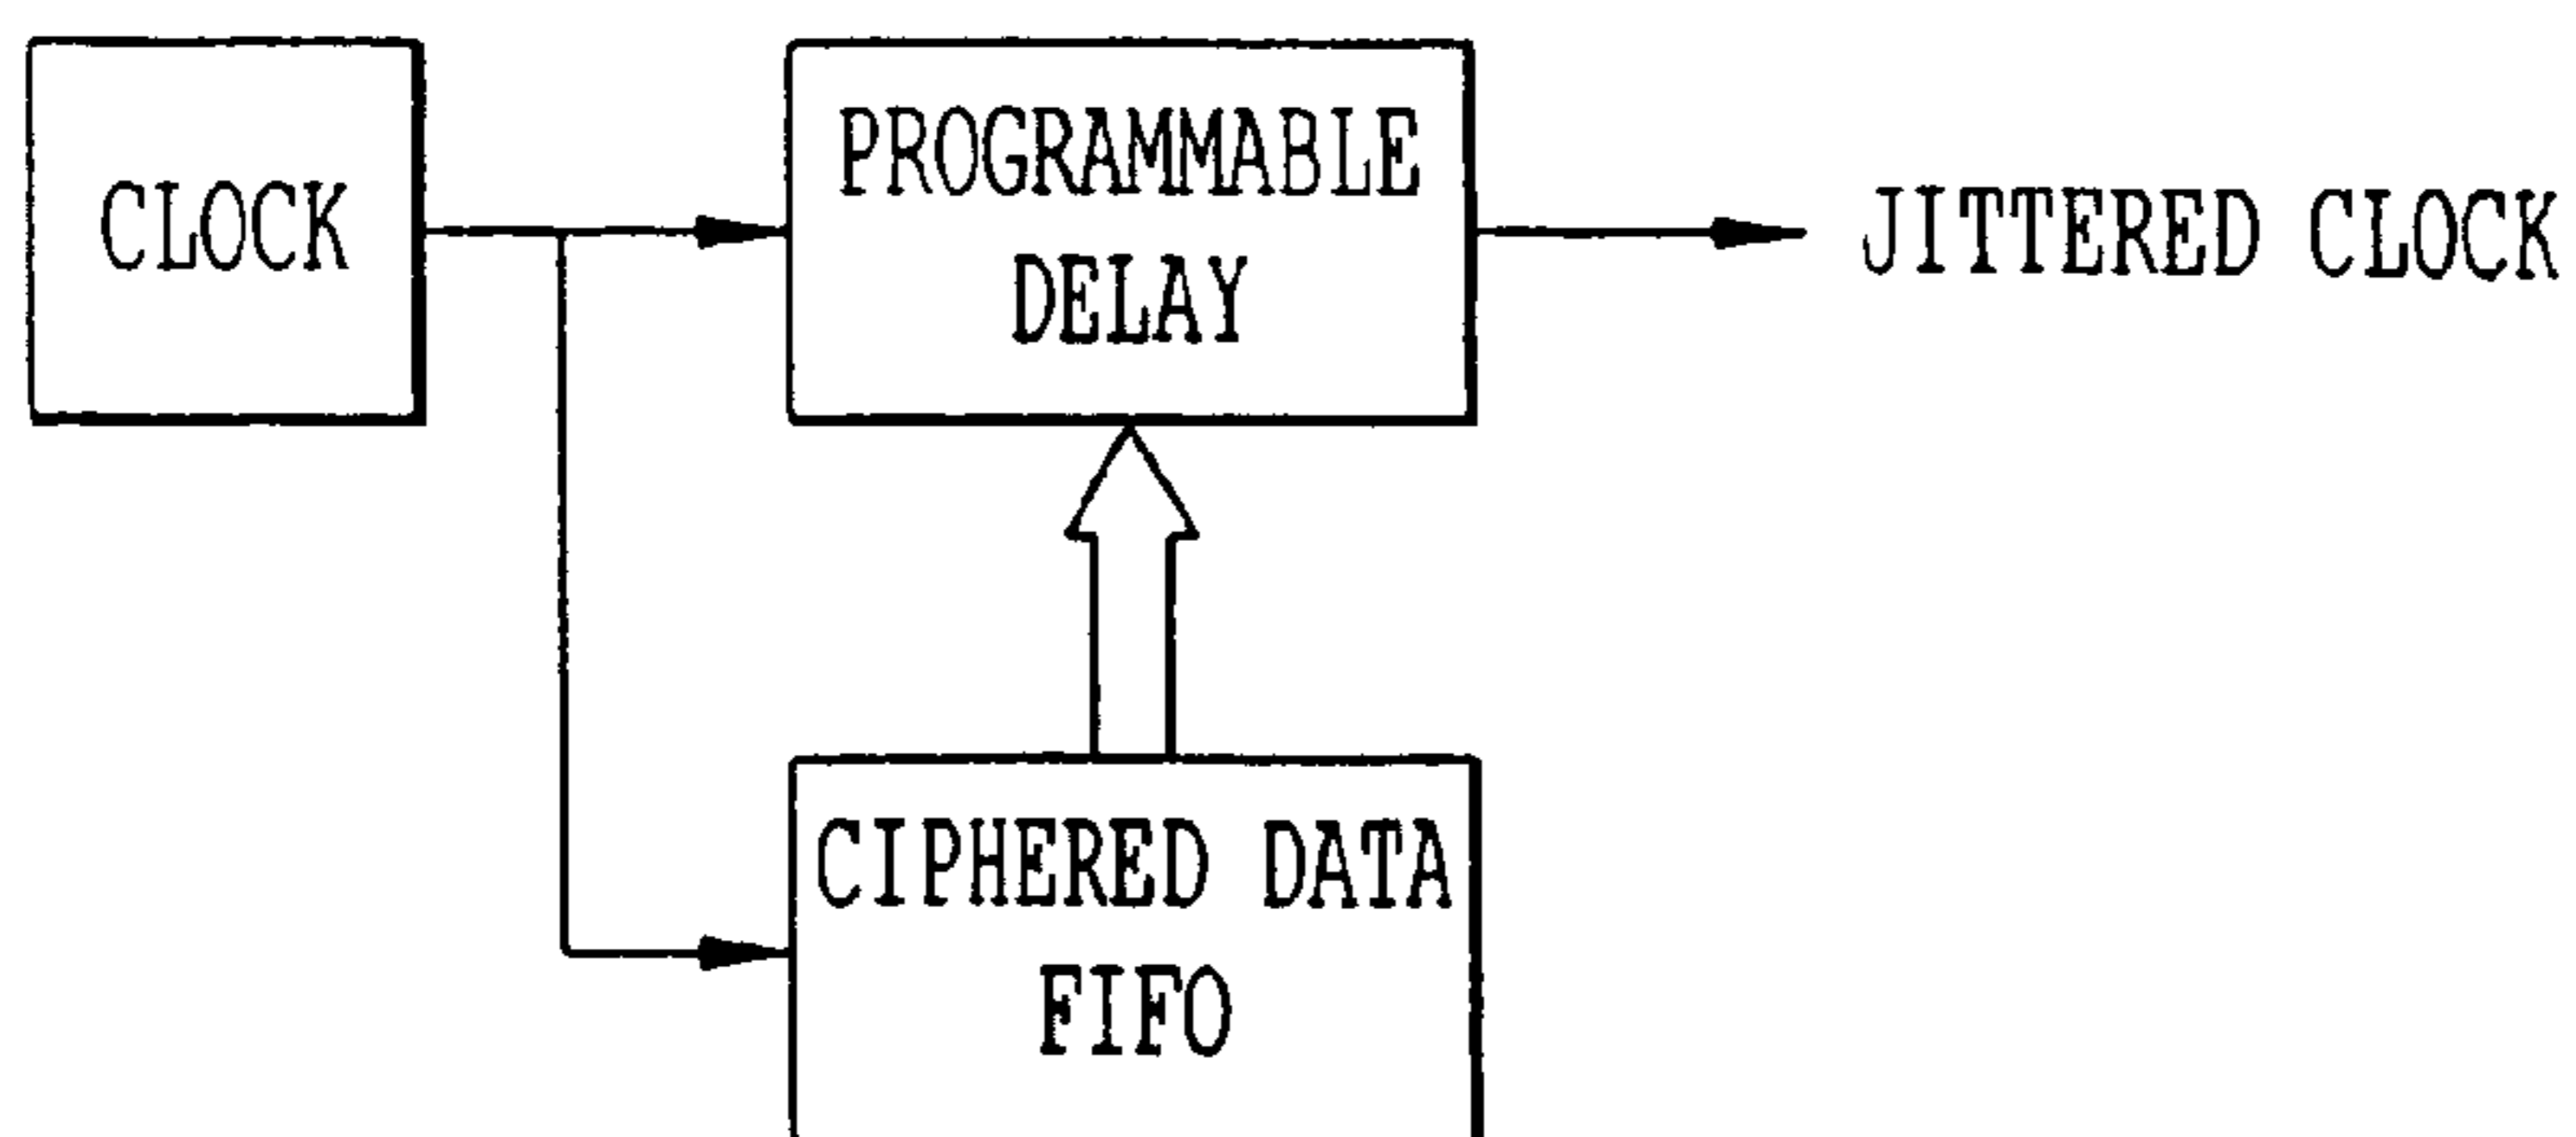 CLOCK
PROGRAMMABLE
DELAY
JITTERED CLOCK
CIPHERED DATA
FIFO